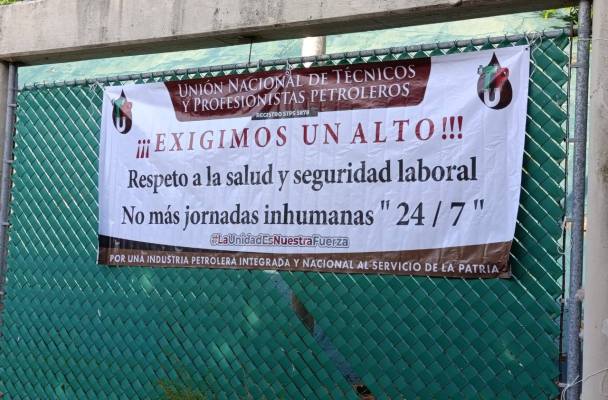 UNIÓN NACIONAL DE TÉCNICOS
Y PROFESIONISTAS PETROLEROS
REGISTRO STPS 5878
¡¡¡EXIGIMOS UN ALTO!!!
Respeto a la salud y seguridad laboral
No más jornadas inhumanas " 24 / 7 "
#LaUnidadEsNuestraFuerza
POR UNA INDUSTRIA PETROLERA INTEGRADA Y NACIONAL AL SERVICIO DE LA PATRIA